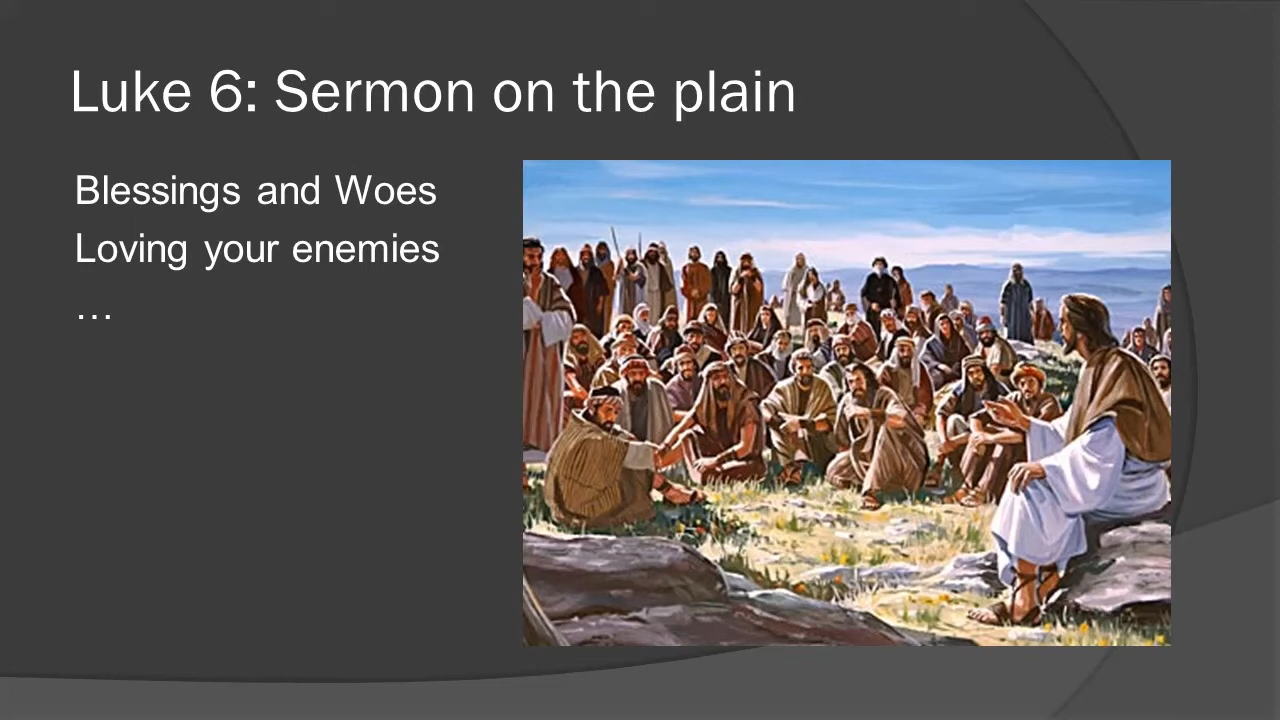 Luke 6: Sermon on the plain
Blessings and Woes
Loving your enemies
…